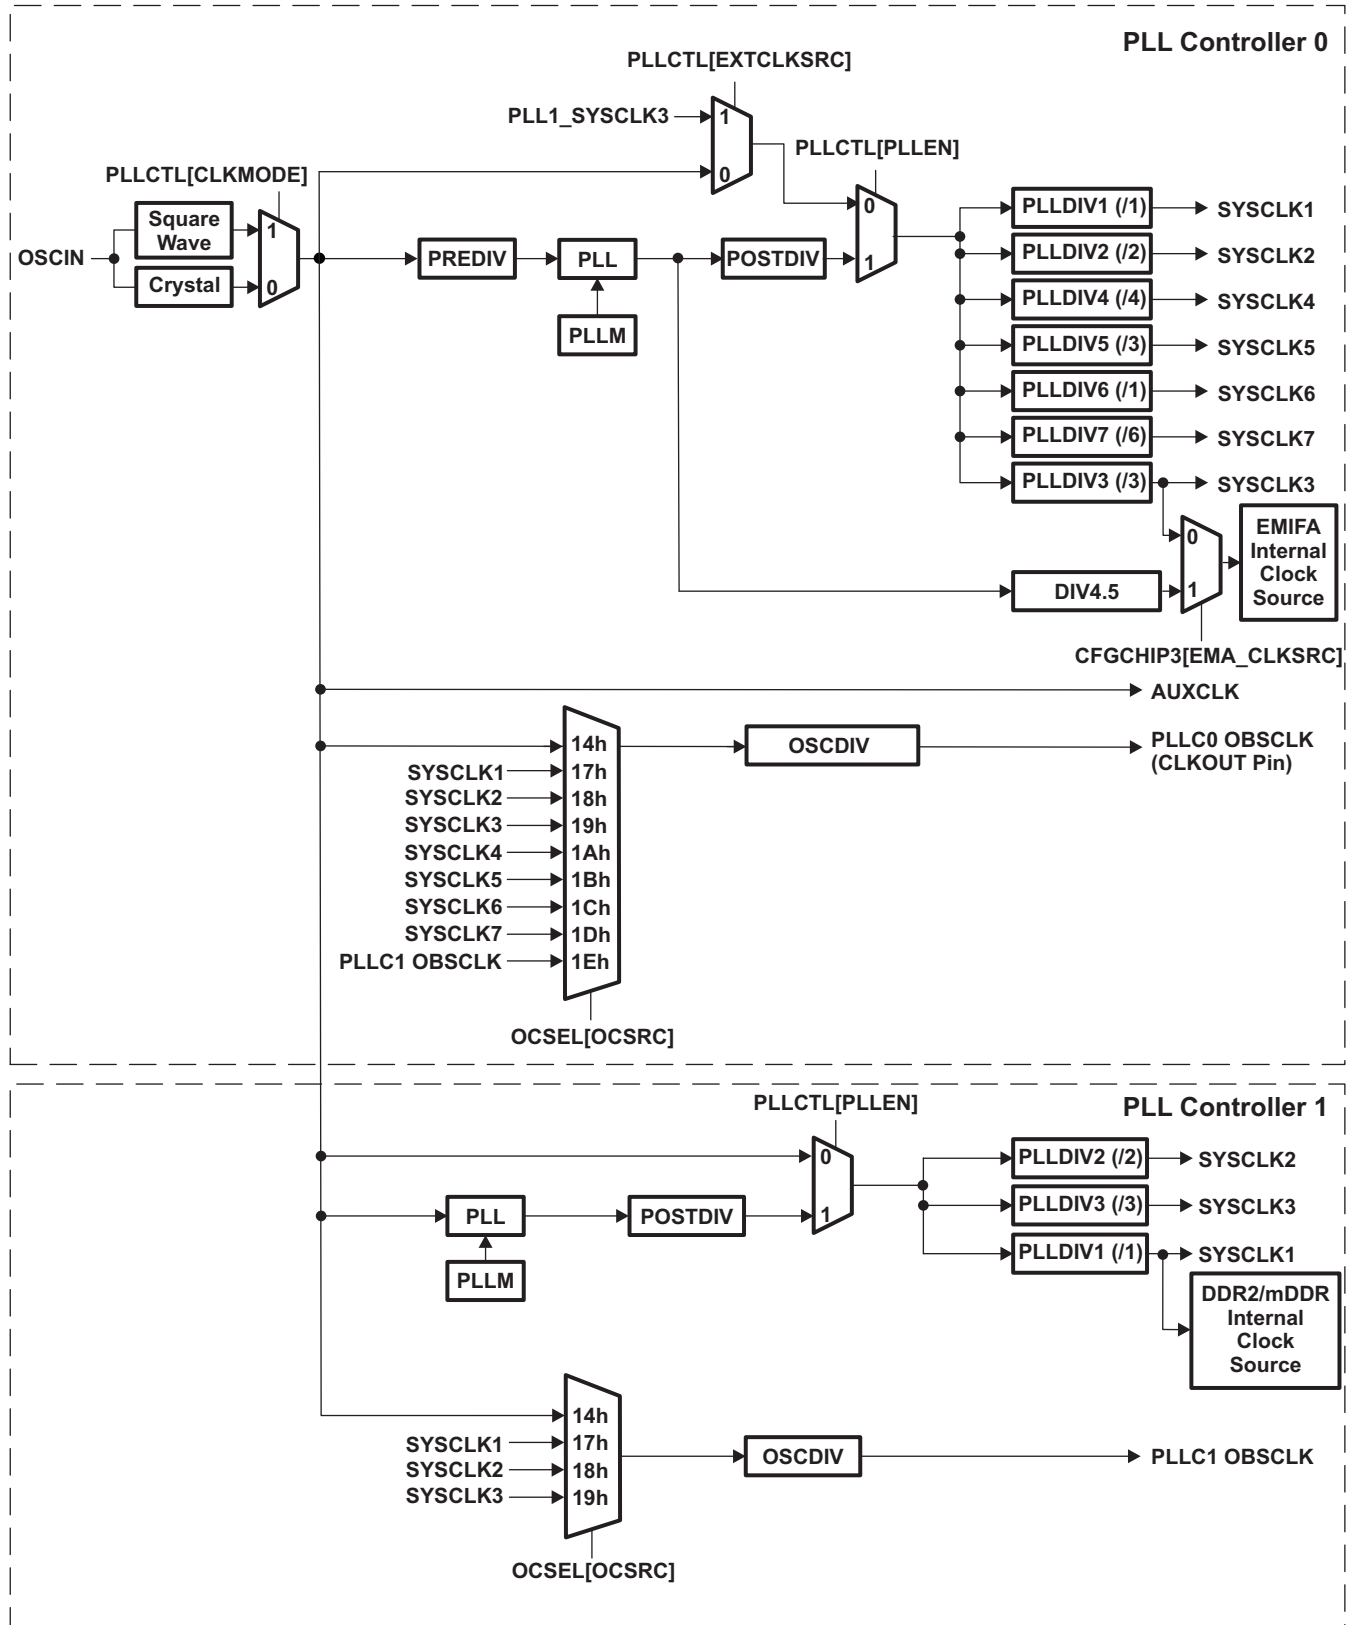 PLL Controller 0
PLLCTL[EXTCLKSRC]
PLL1_SYSCLK3
1
0
PLLCTL[PLLEN]
0
1
PLLCTL[CLKMODE]
OSCIN
Square
Wave
Crystal
1
0
PREDIV
PLL
PLLM
POSTDIV
PLLDIV1 (/1)
SYSCLK1
PLLDIV2 (/2)
SYSCLK2
PLLDIV4 (/4)
SYSCLK4
PLLDIV5 (/3)
SYSCLK5
PLLDIV6 (/1)
SYSCLK6
PLLDIV7 (/6)
SYSCLK7
PLLDIV3 (/3)
SYSCLK3
0
1
EMIFA
Internal
Clock
Source
DIV4.5
CFGCHIP3[EMA_CLKSRC]
AUXCLK
14h
SYSCLK1
17h
SYSCLK2
18h
SYSCLK3
19h
SYSCLK4
1Ah
SYSCLK5
1Bh
SYSCLK6
1Ch
SYSCLK7
1Dh
PLLC1 OBSCLK
1Eh
OSCDIV
PLLC0 OBSCLK
(CLKOUT Pin)
OCSEL[OCSRC]
PLL Controller 1
PLLCTL[PLLEN]
0
1
PLL
PLLM
POSTDIV
PLLDIV2 (/2)
SYSCLK2
PLLDIV3 (/3)
SYSCLK3
PLLDIV1 (/1)
SYSCLK1
DDR2/mDDR
Internal
Clock
Source
14h
SYSCLK1
17h
SYSCLK2
18h
SYSCLK3
19h
OSCDIV
PLLC1 OBSCLK
OCSEL[OCSRC]